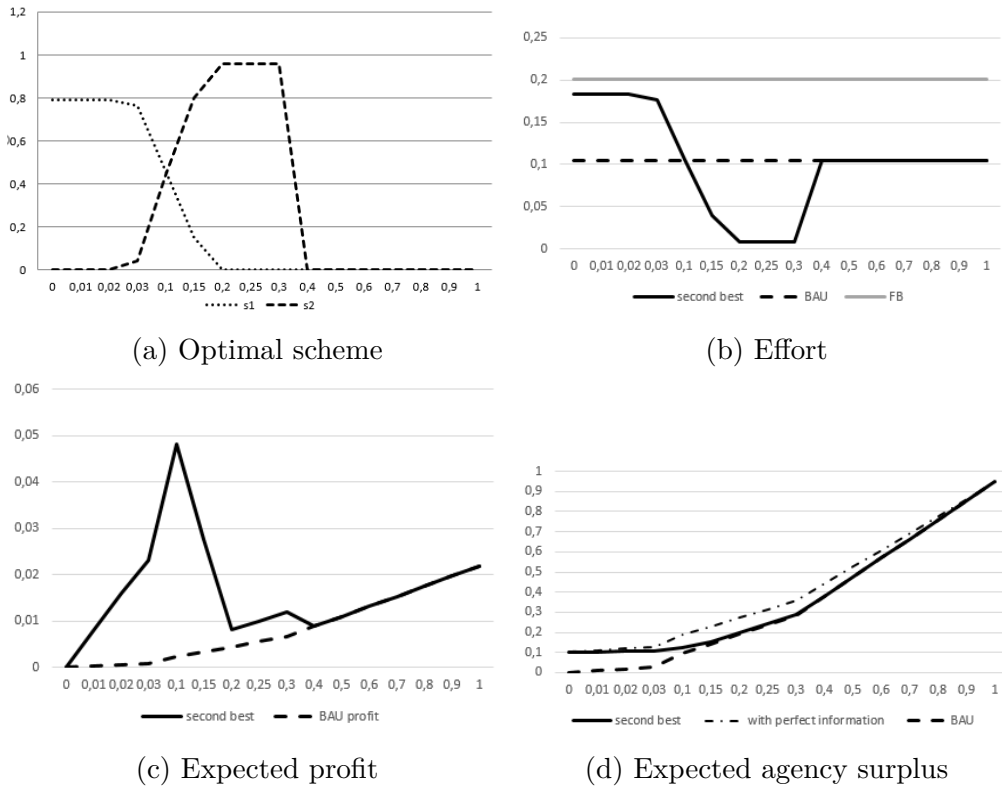 1,2
1
0,8
0,6
0,4
0,2
0
0 0,01 0,02 0,03 0,1 0,15 0,2 0,25 0,3 0,4 0,5 0,6 0,7 0,8 0,9 1
s1 s2
(a) Optimal scheme
0,25
0,2
0,15
0,1
0,05
0
0 0,01 0,02 0,03 0,1 0,15 0,2 0,25 0,3 0,4 0,5 0,6 0,7 0,8 0,9 1
second best BAU FB
(b) Effort
0,06
0,05
0,04
0,03
0,02
0,01
0
0 0,01 0,02 0,03 0,1 0,15 0,2 0,25 0,3 0,4 0,5 0,6 0,7 0,8 0,9 1
second best BAU profit
(c) Expected profit
1
0,9
0,8
0,7
0,6
0,5
0,4
0,3
0,2
0,1
0
0 0,01 0,02 0,03 0,1 0,15 0,2 0,25 0,3 0,4 0,5 0,6 0,7 0,8 0,9 1
second best with perfect information BAU
(d) Expected agency surplus